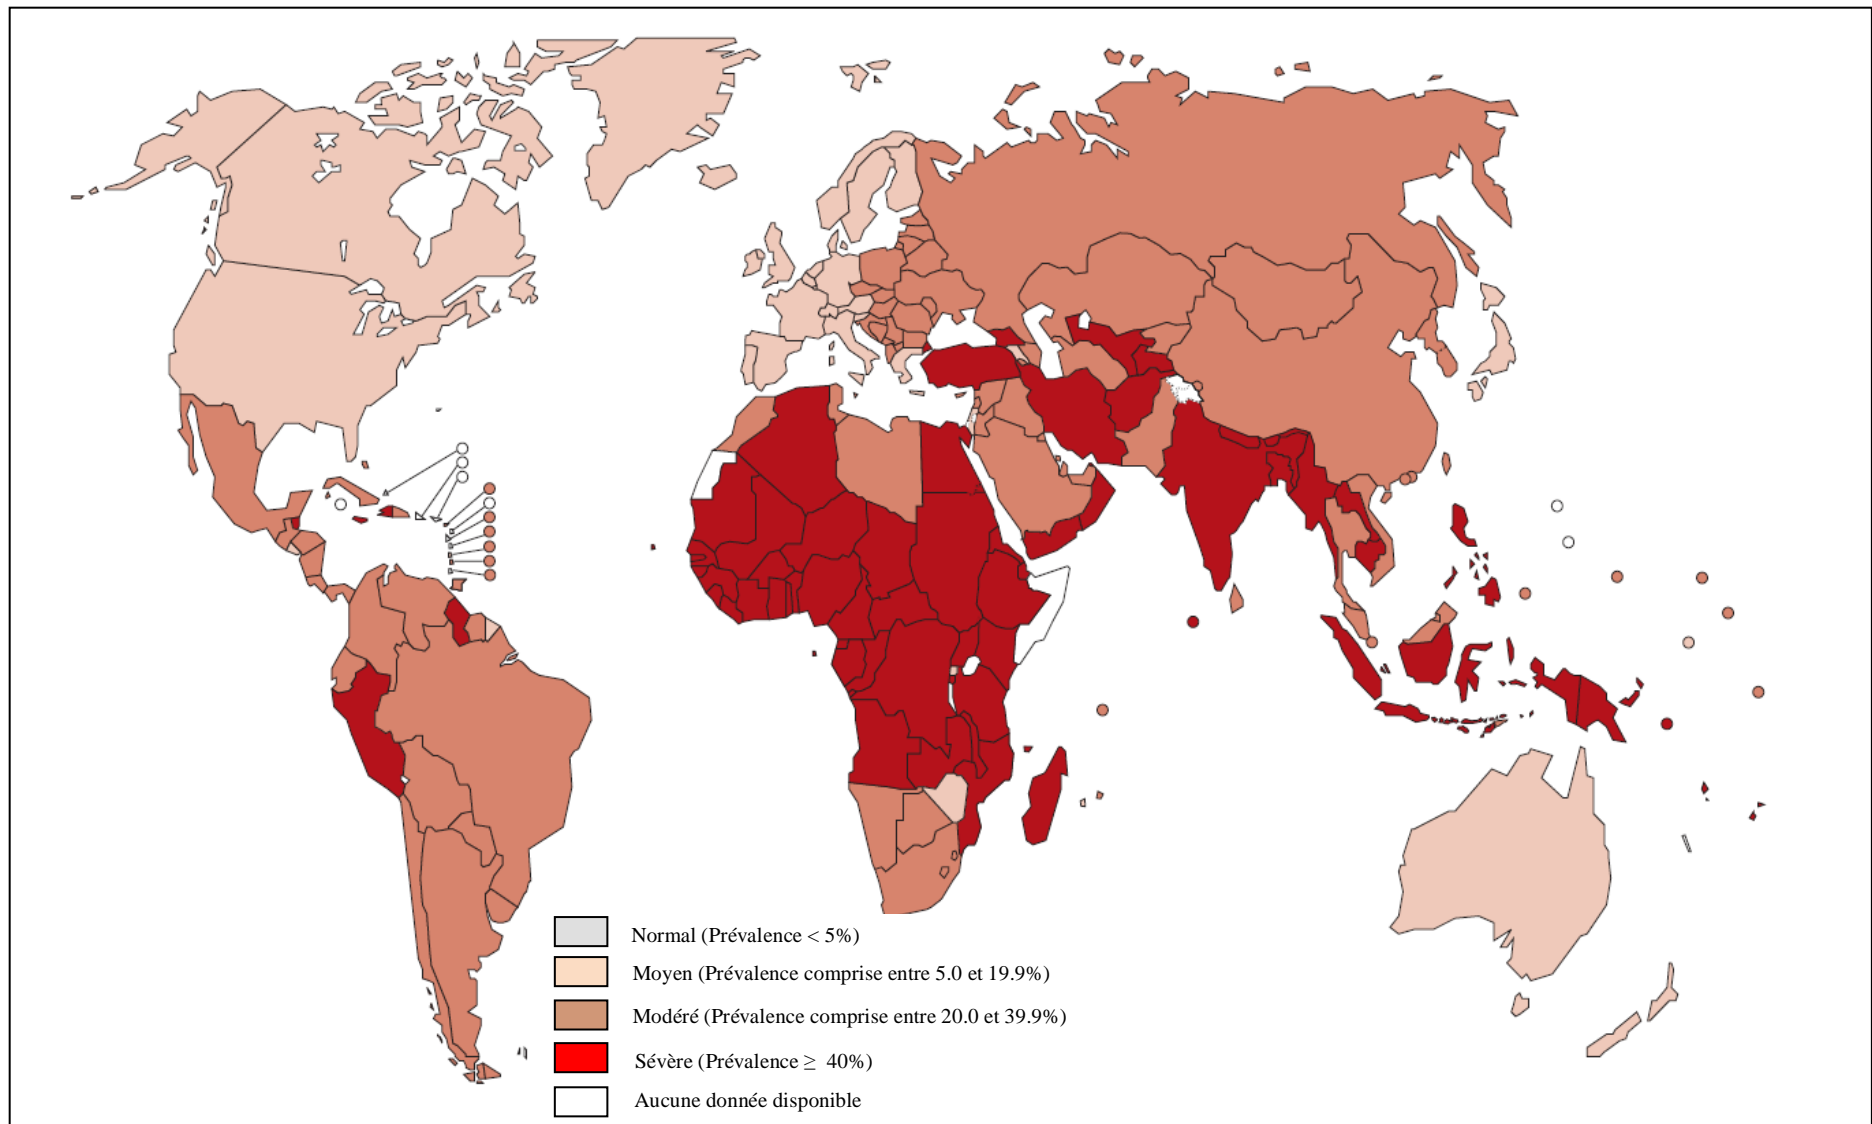 Normal (Prévalence < 5%)
Moyen (Prévalence comprise entre 5.0 et 19.9%)
Modéré (Prévalence comprise entre 20.0 et 39.9%)
Sévère (Prévalence ≥ 40%)
Aucune donnée disponible